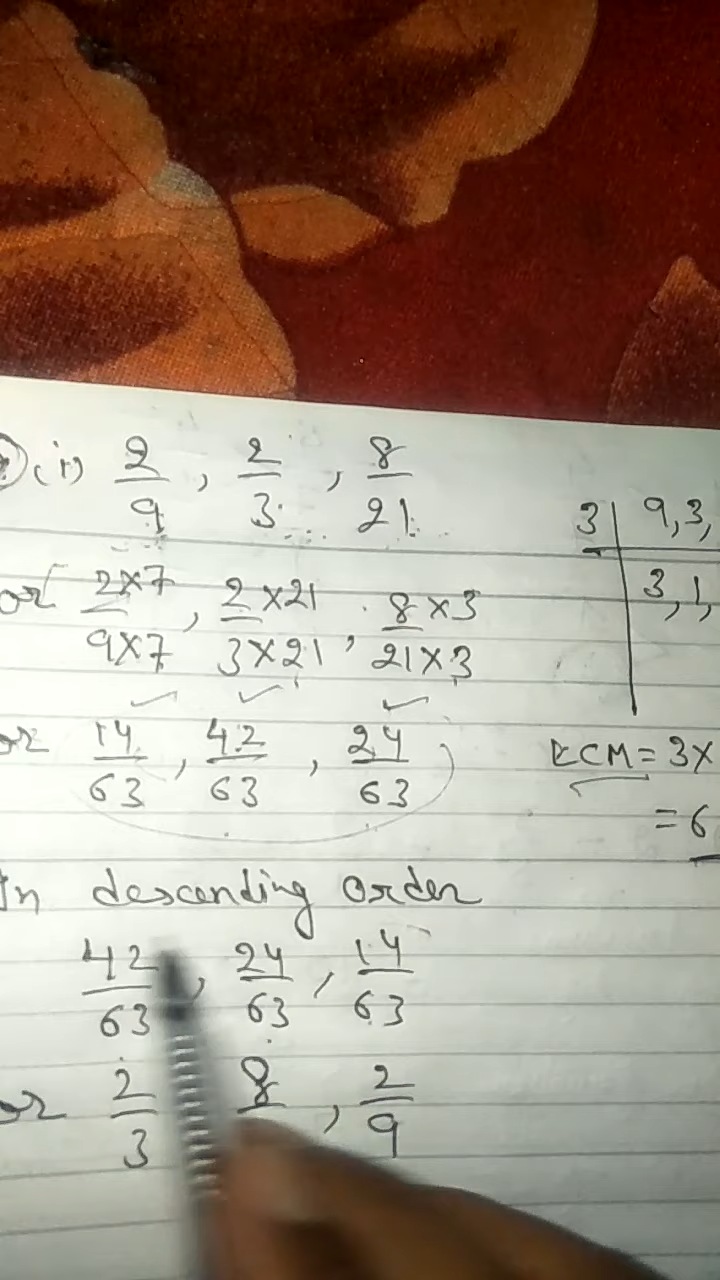 (i) 2/9, 2/3, 8/21
or 2×7/9×7, 2×21/3×21, 8×3/21×3
or 14/63, 42/63, 24/63
In descending order
42/63, 24/63, 14/63
or 2/3 8 , 2/9
3 | 9,3,
3,1,
LCM = 3×
= 6